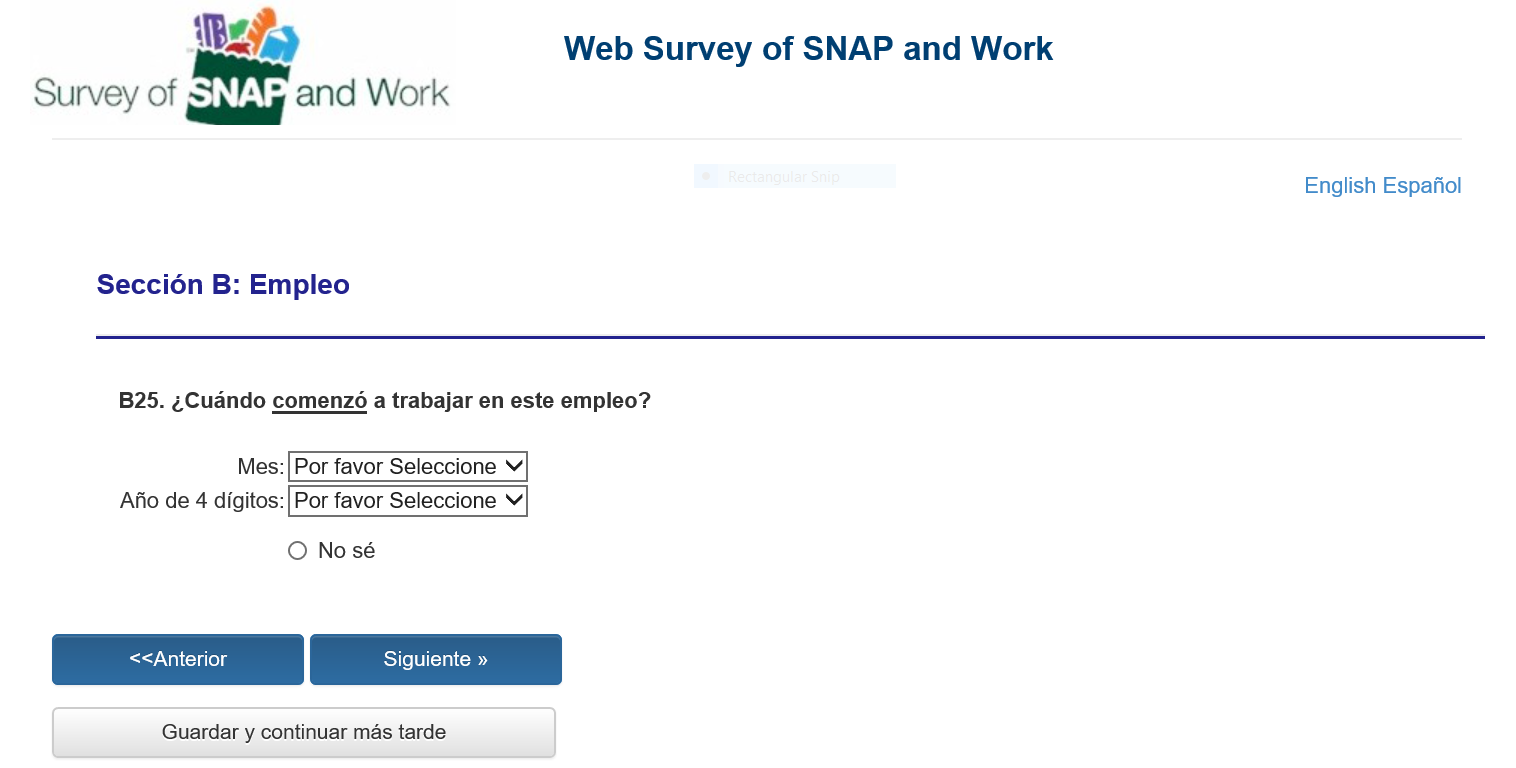 Survey of SNAP and Work
Web Survey of SNAP and Work
Rectangular Snip
English Español
Sección B: Empleo
B25. ¿Cuándo comenzó a trabajar en este empleo?
Mes: Por favor Seleccione
Año de 4 dígitos: Por favor Seleccione
No sé
<<Anterior Siguiente »
Guardar y continuar más tarde